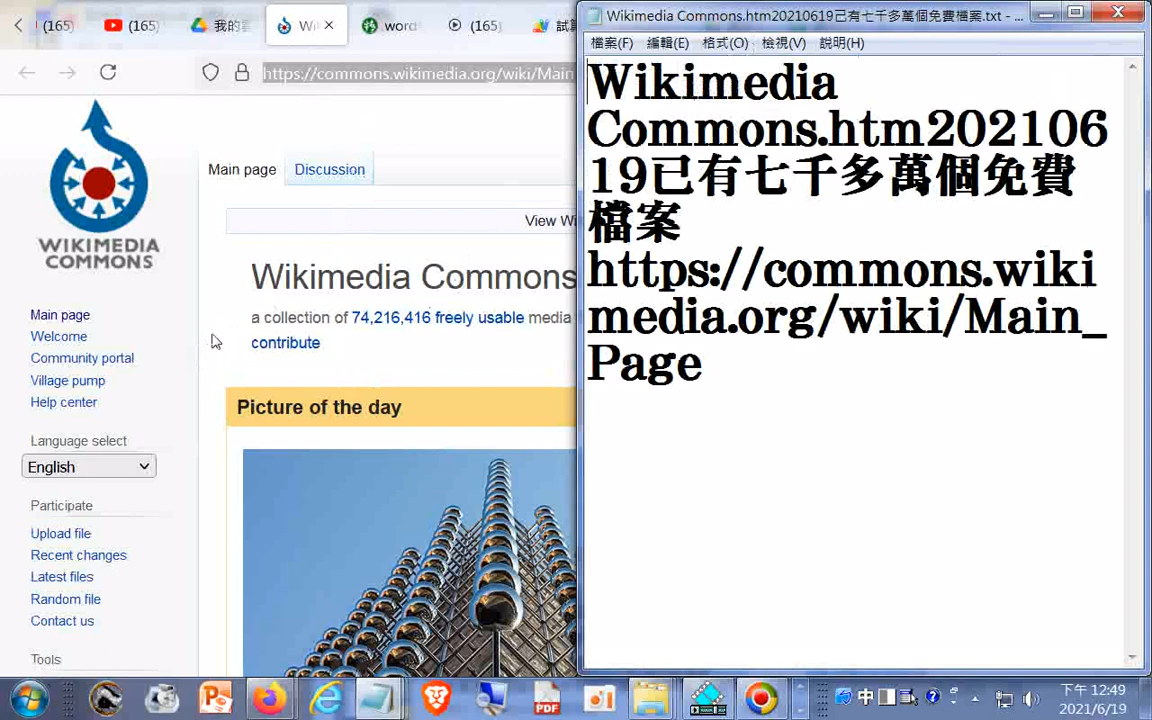 (165)
(165)
我的
Wi
word
(165)
試算
https://commons.wikimedia.org/wiki/Main
WIKIMEDIA
COMMONS
Main page
Discussion
View Wi
Wikimedia Commons
a collection of 74,216,416 freely usable media
contribute
Picture of the day
Main page
Welcome
Community portal
Village pump
Help center
Language select
English
Participate
Upload file
Recent changes
Latest files
Random file
Contact us
Tools
Wikimedia Commons.htm20210619已有七千多萬個免費檔案.txt - ...
檔案(F) 編輯(E) 格式(O) 檢視(V) 說明(H)
Wikimedia
Commons.htm202106
19已有七千多萬個免費
檔案
https://commons.wiki
media.org/wiki/Main_
Page
PDF
中
下午 12:49
2021/6/19